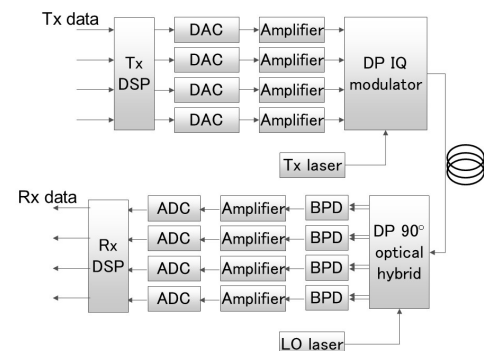 Tx data
Tx
DSP
DAC
Amplifier
DAC
Amplifier
DAC
Amplifier
DAC
Amplifier
DP IQ
modulator
Tx laser
Rx data
Rx
DSP
ADC
Amplifier
BPD
ADC
Amplifier
BPD
ADC
Amplifier
BPD
ADC
Amplifier
BPD
DP 90°
optical
hybrid
LO laser